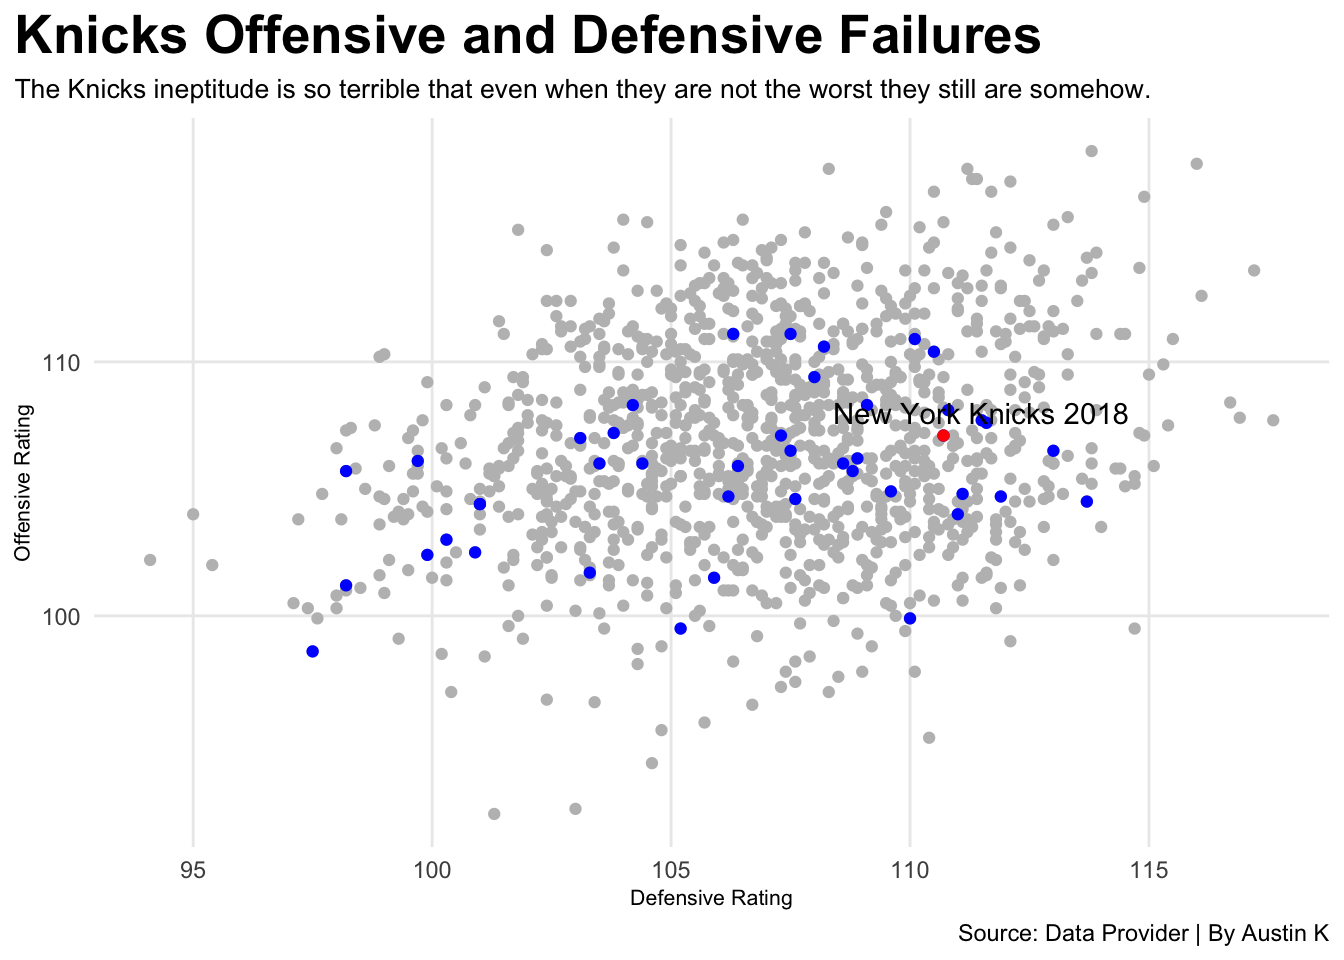 Knicks Offensive and Defensive Failures
The Knicks ineptitude is so terrible that even when they are not the worst they still are somehow.
Offensive Rating
110
100
New York Knicks 2018
95
100
105
110
115
Defensive Rating
Source: Data Provider | By Austin K